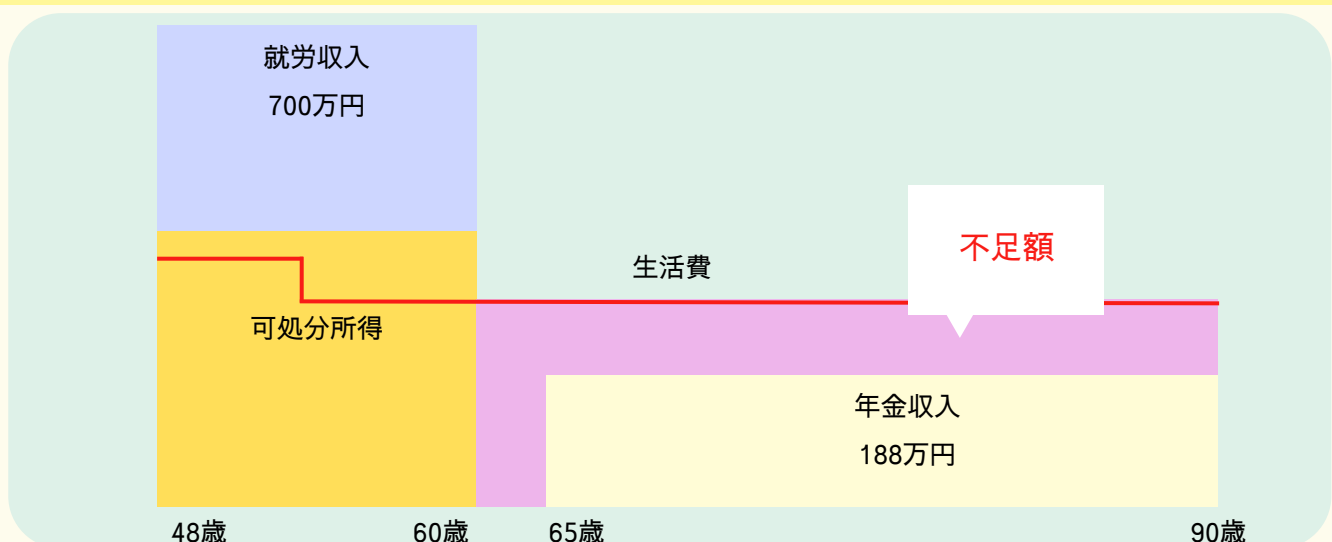 就労収入
700万円
不足額
生活費
可処分所得
年金収入
188万円
48歳
60歳
65歳
90歳